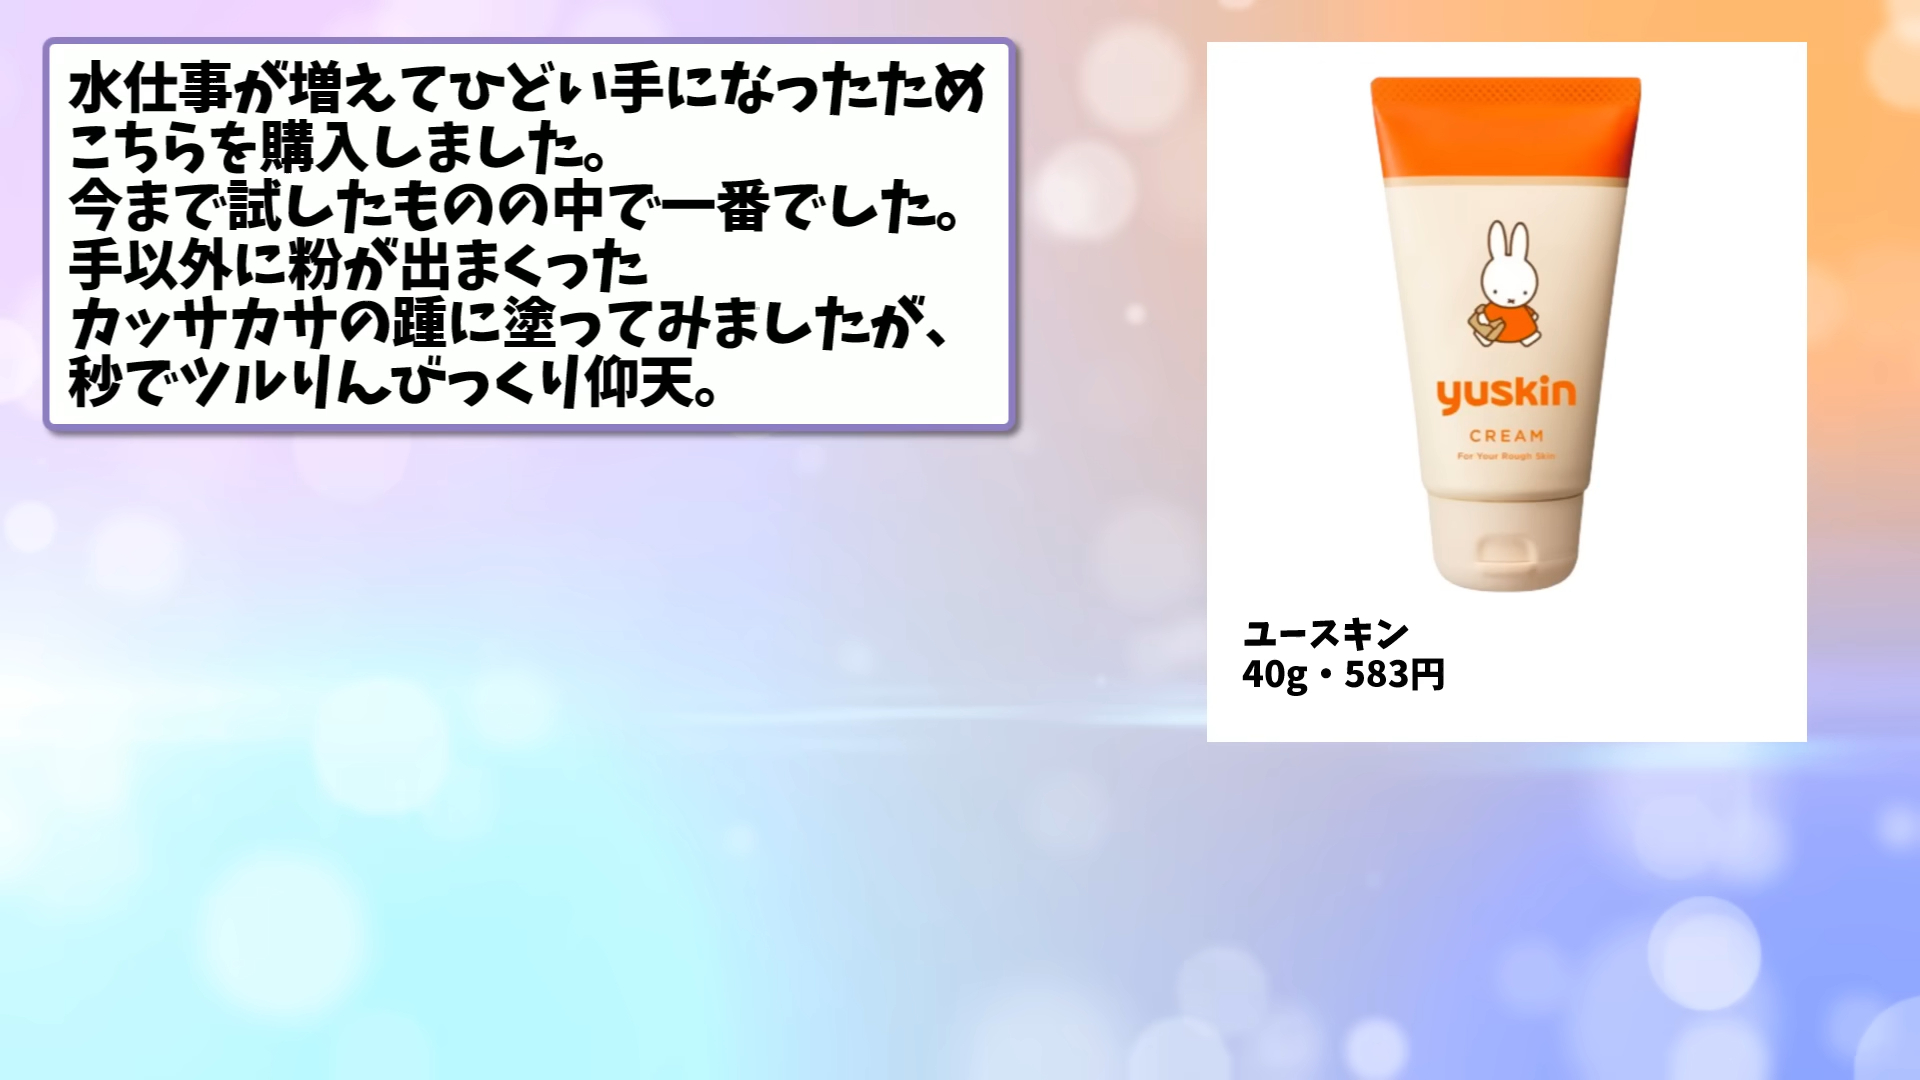 水仕事が増えてひどい手になったため
こちらを購入しました。
今まで試したものの中で一番でした。
手以外に粉が出まくった
カッサカサの踵に塗ってみましたが、
秒でツルりんびっくり仰天。
yuskin
CREAM
For Your Rough Skin
ユースキン
40g・583円